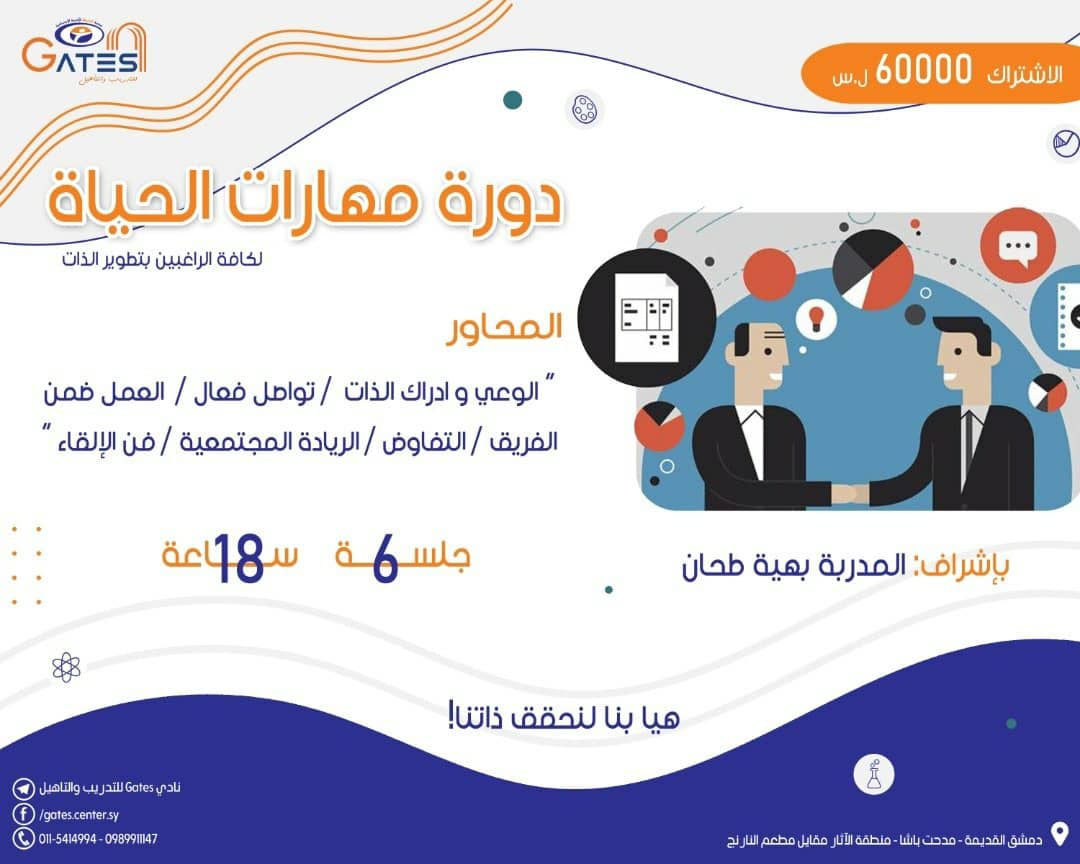 GATES
للتدريب والتأهيل
الاشتراك 60000 ل.س
دورة مهارات الحياة
لكافة الراغبين بتطوير الذات
المحاور
" الوعي و ادراك الذات / تواصل فعال / العمل ضمن
الفريق / التفاوض / الريادة المجتمعية / فن الإلقاء "
6 جلسة 18 ساعة
بإشراف: المدربة بهية طحان
هيا بنا لنحقق ذاتنا!
نادي Gates للتدريب والتاهيل
/gates.center.sy
011-5414994 - 0989911147
دمشق القديمة - مدحت باشا - منطقة الآثار مقابل مطعم النارنج